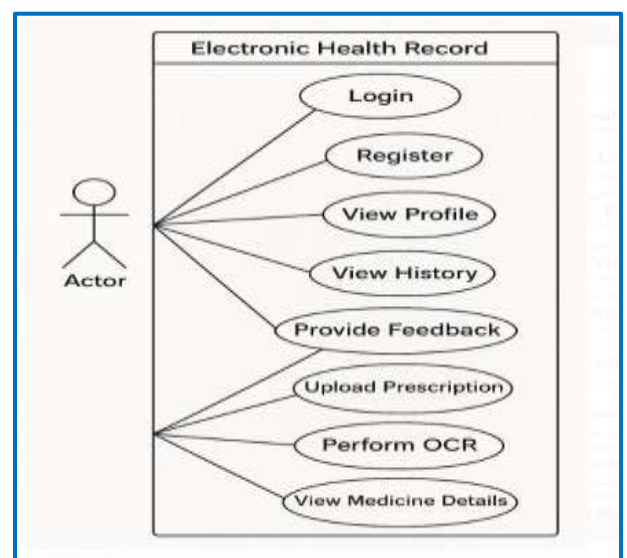 Electronic Health Record
Login
Register
View Profile
View History
Actor
Provide Feedback
Upload Prescription
Perform OCR
View Medicine Details